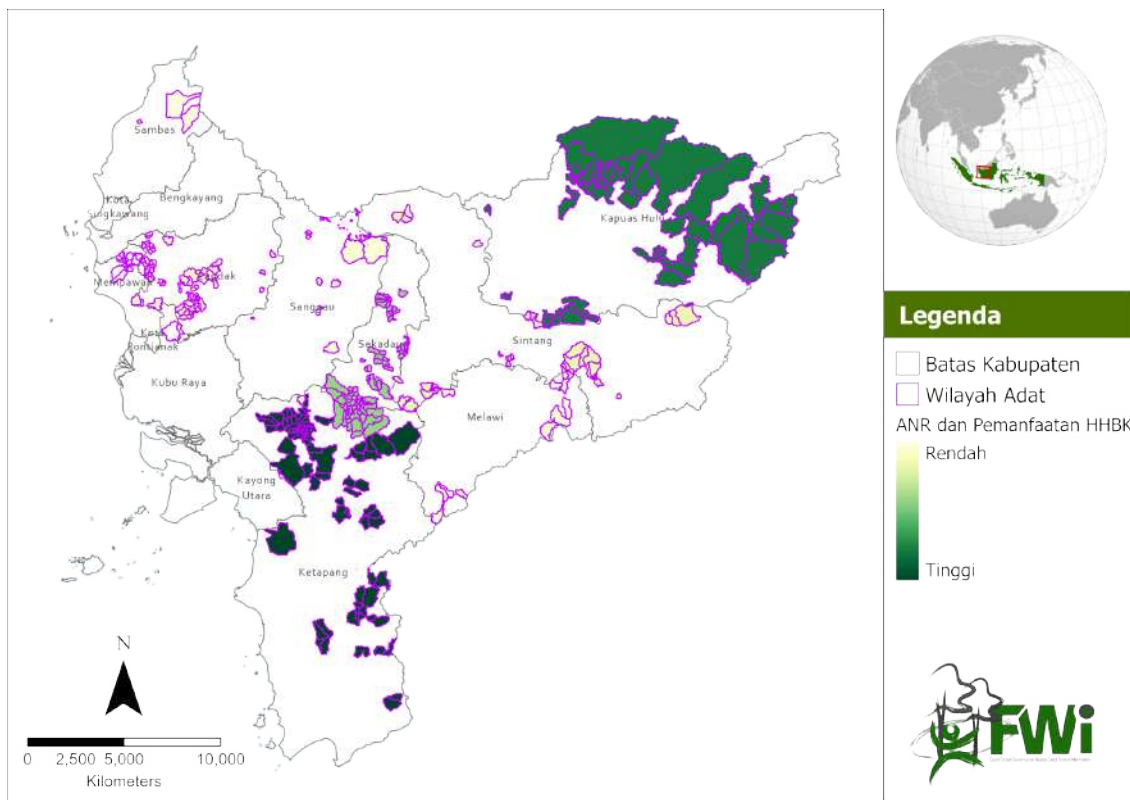 Sambas
Bengkayang
Kota
Singkawang
Kapuas Hulu
Mempawah
Landak
Sanggau
Kota
Pontianak
Sekadau
Sintang
Kubu Raya
Melawi
Kayong
Utara
Ketapang
N
0 2,500 5,000 10,000
Kilometers
Legenda
Batas Kabupaten
Wilayah Adat
ANR dan Pemanfaatan HHBK
Rendah
Tinggi
FWi